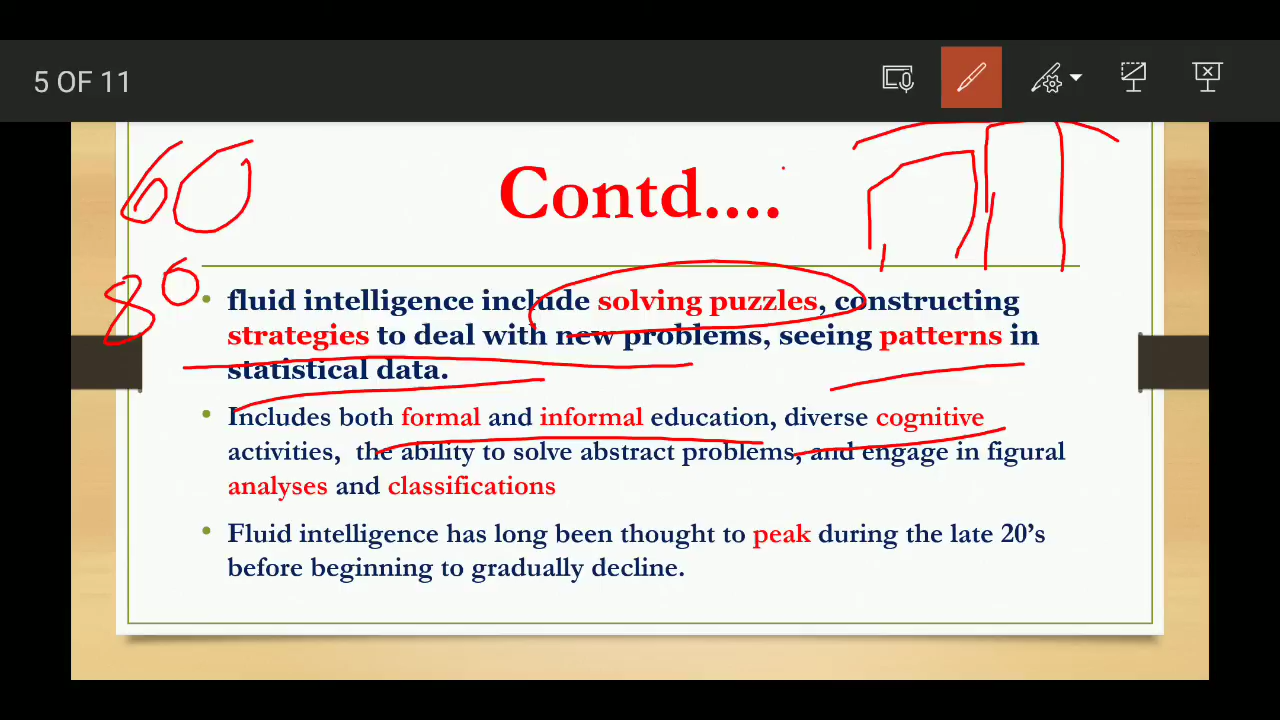 5 OF 11
60
Contd....
80
fluid intelligence include solving puzzles, constructing
strategies to deal with new problems, seeing patterns in
statistical data.
Includes both formal and informal education, diverse cognitive
activities, the ability to solve abstract problems, and engage in figural
analyses and classifications
Fluid intelligence has long been thought to peak during the late 20's
before beginning to gradually decline.